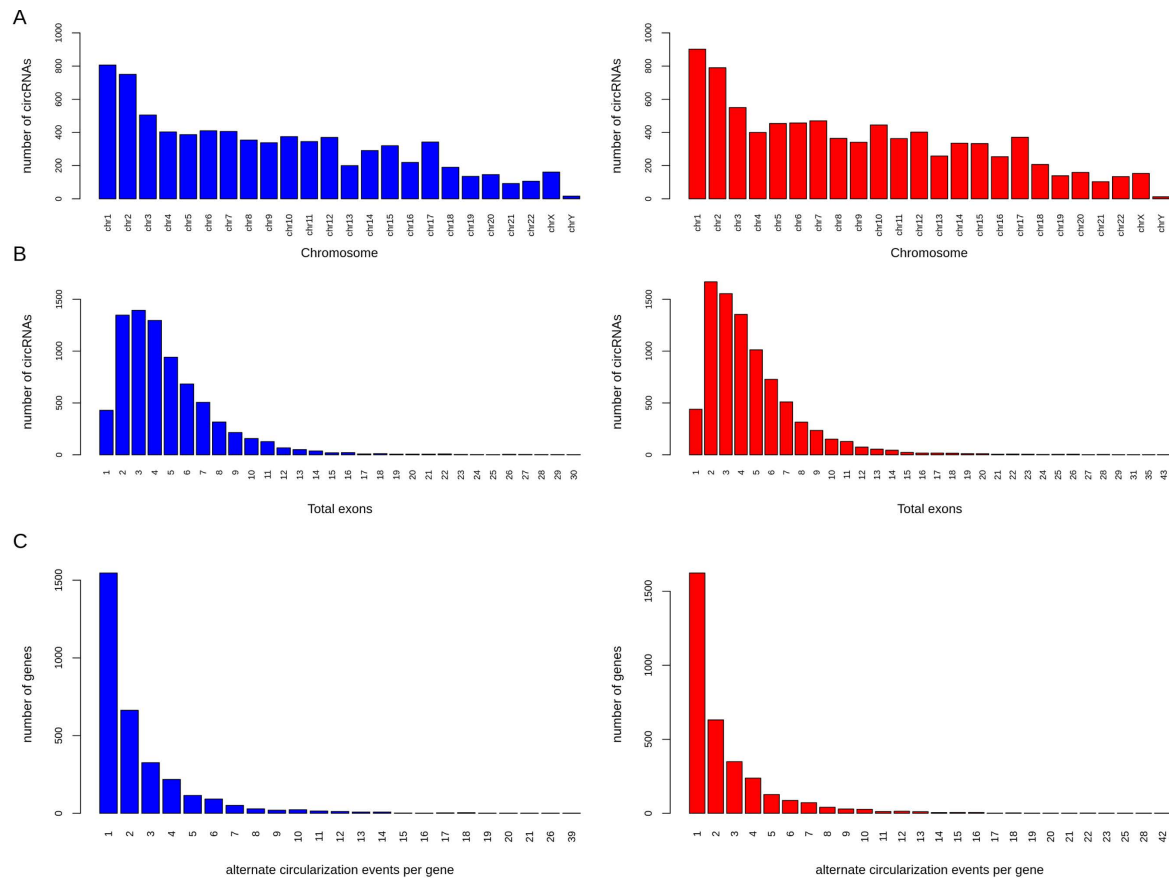 A
number of circRNAs
0 200 400 600 800 1000
chr1 chr2 chr3 chr4 chr5 chr6 chr7 chr8 chr9 chr10 chr11 chr12 chr13 chr14 chr15 chr16 chr17 chr18 chr19 chr20 chr21 chr22 chrX chrY
Chromosome
number of circRNAs
0 200 400 600 800 1000
chr1 chr2 chr3 chr4 chr5 chr6 chr7 chr8 chr9 chr10 chr11 chr12 chr13 chr14 chr15 chr16 chr17 chr18 chr19 chr20 chr21 chr22 chrX chrY
Chromosome
B
number of circRNAs
0 500 1000 1500
1 2 3 4 5 6 7 8 9 10 11 12 13 14 15 16 17 18 19 20 21 22 23 24 25 26 27 28 29 30
Total exons
number of circRNAs
0 500 1000 1500
1 2 3 4 5 6 7 8 9 10 11 12 13 14 15 16 17 18 19 20 21 22 23 24 25 26 27 28 29 31 35 43
Total exons
C
number of genes
0 500 1000 1500
1 2 3 4 5 6 7 8 9 10 11 12 13 14 15 16 17 18 19 20 21 26 39
alternate circularization events per gene
number of genes
0 500 1000 1500
1 2 3 4 5 6 7 8 9 10 11 12 13 14 15 16 17 18 19 20 21 22 23 25 28 42
alternate circularization events per gene